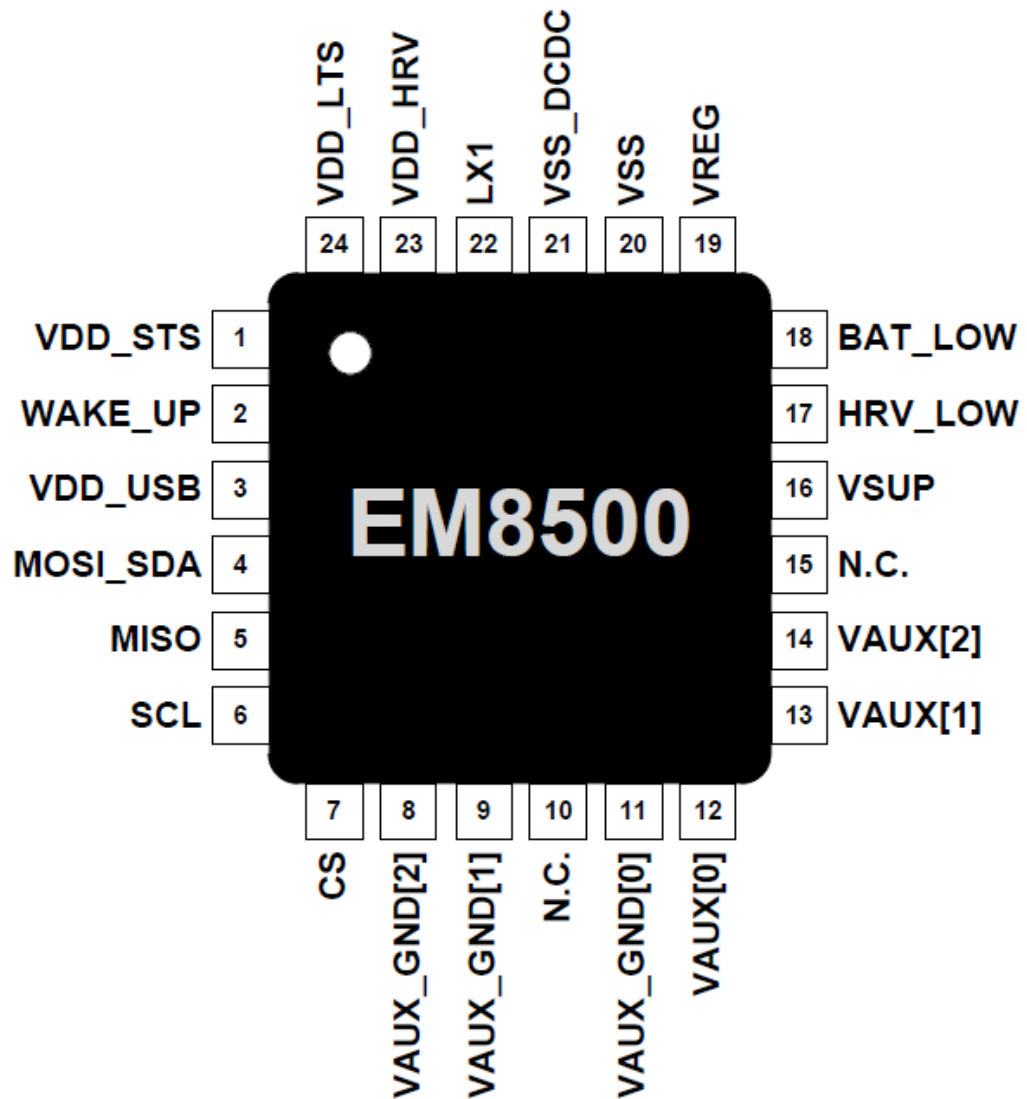 VDD_LTS
VDD_HRV
LX1
VSS_DCDC
VSS
VREG
24 23 22 21 20 19
VDD_STS 1 18 BAT_LOW
WAKE_UP 2 17 HRV_LOW
VDD_USB 3 16 VSUP
EM8500
MOSI_SDA 4 15 N.C.
MISO 5 14 VAUX[2]
SCL 6 13 VAUX[1]
7 8 9 10 11 12
CS
VAUX_GND[2]
VAUX_GND[1]
N.C.
VAUX_GND[0]
VAUX[0]